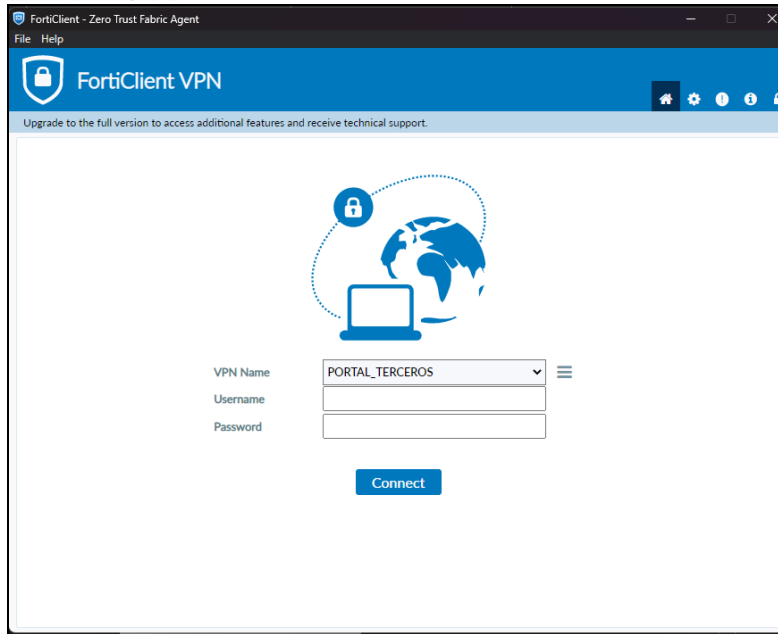 FortiClient - Zero Trust Fabric Agent
File Help
FortiClient VPN
Upgrade to the full version to access additional features and receive technical support.
VPN Name PORTAL_TERCEROS
Username
Password
Connect